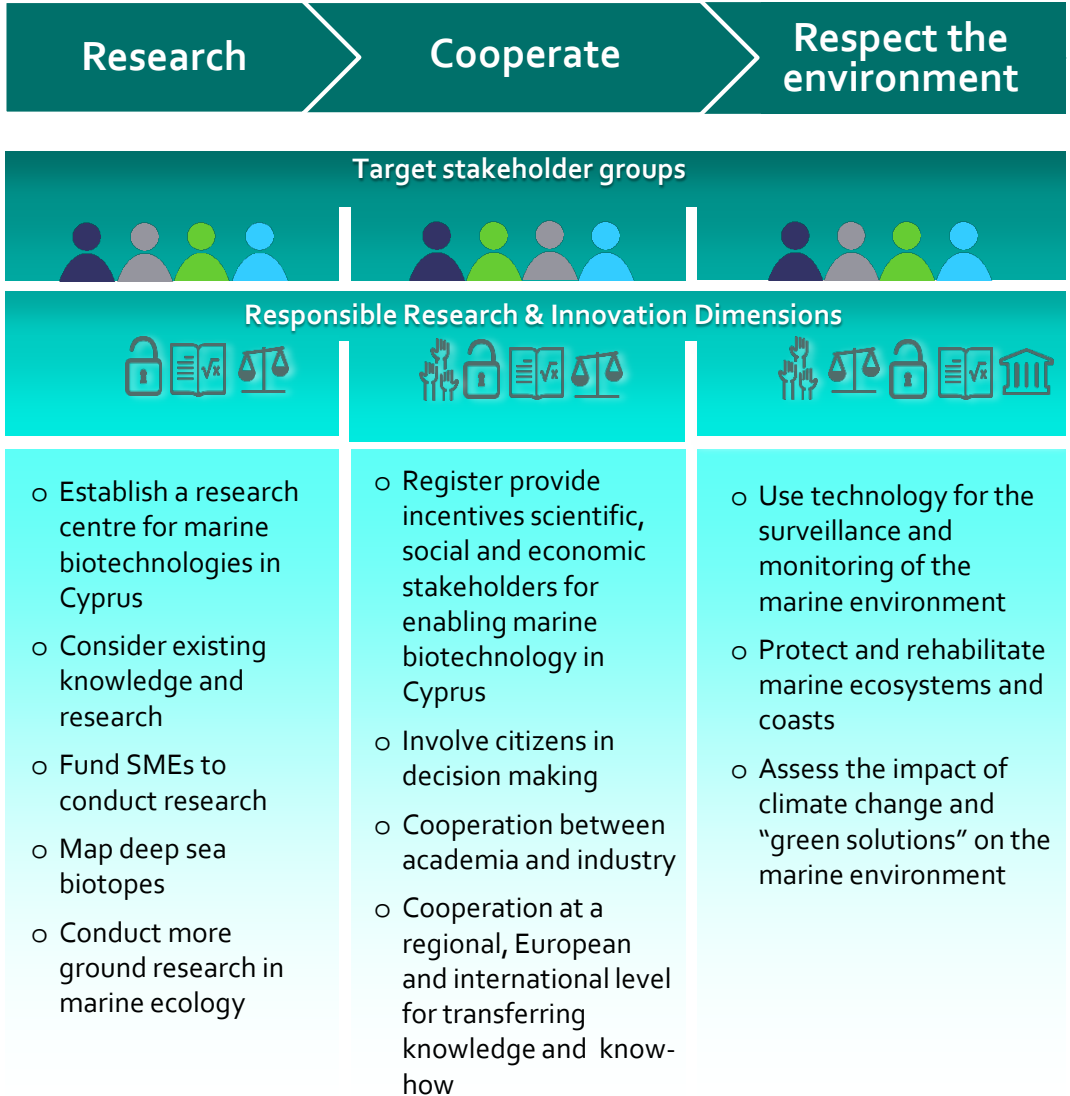 Research
Cooperate
Respect the
environment
Target stakeholder groups
Responsible Research & Innovation Dimensions
o Establish a research
centre for marine
biotechnologies in
Cyprus
o Consider existing
knowledge and
research
o Fund SMEs to
conduct research
o Map deep sea
biotopes
o Conduct more
ground research in
marine ecology
o Register provide
incentives scientific,
social and economic
stakeholders for
enabling marine
biotechnology in
Cyprus
o Involve citizens in
decision making
o Cooperation between
academia and industry
o Cooperation at a
regional, European
and international level
for transferring
knowledge and know-
how
o Use technology for the
surveillance and
monitoring of the
marine environment
o Protect and rehabilitate
marine ecosystems and
coasts
o Assess the impact of
climate change and
“green solutions” on the
marine environment